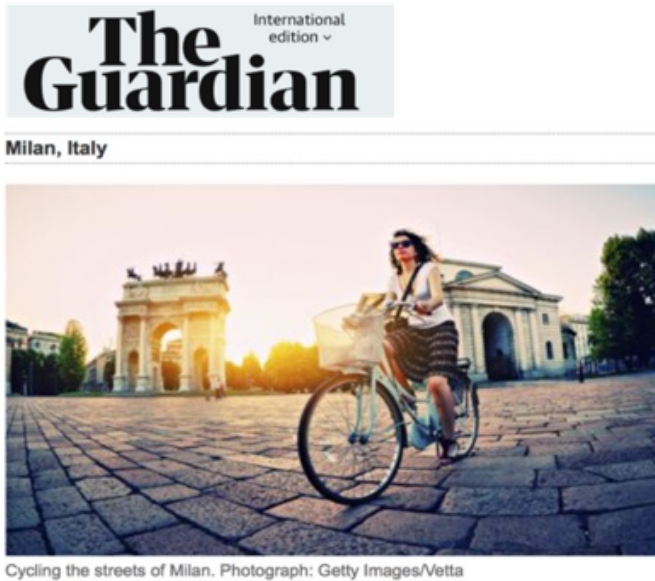 The
Guardian
International
edition
Milan, Italy
Cycling the streets of Milan. Photograph: Getty Images/Vetta